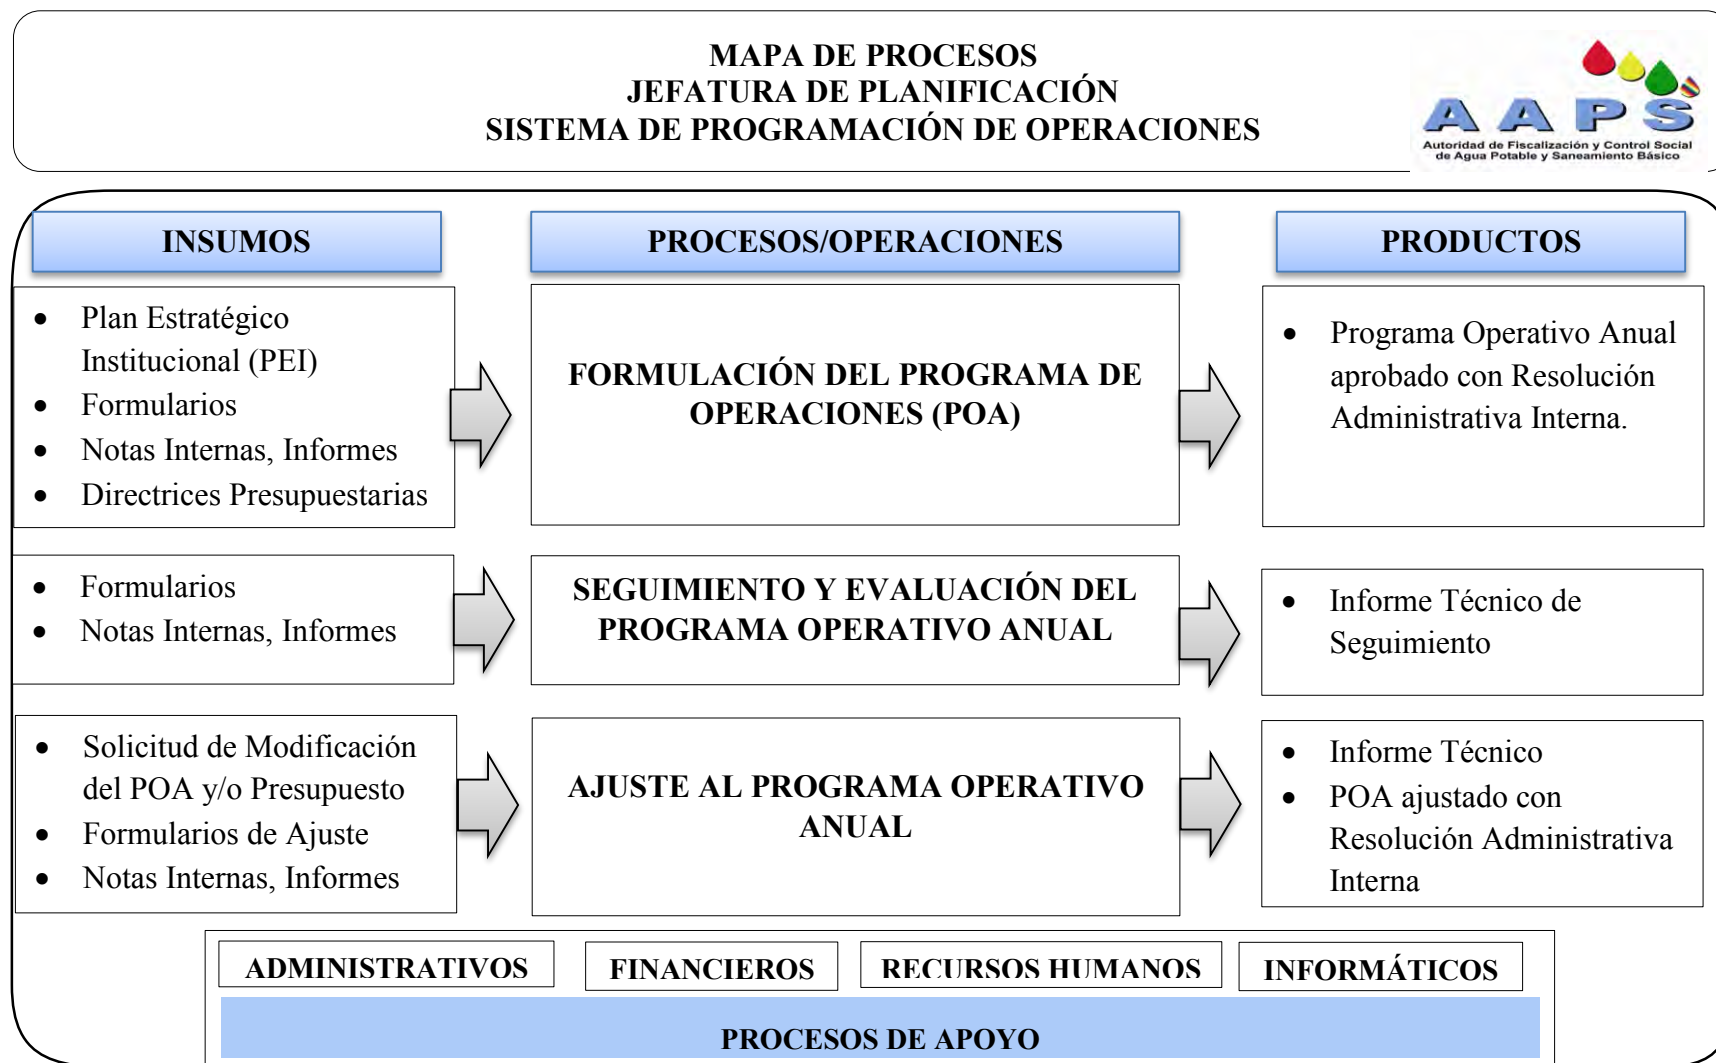 MAPA DE PROCESOS
JEFATURA DE PLANIFICACIÓN
SISTEMA DE PROGRAMACIÓN DE OPERACIONES
A A P S
Autoridad de Fiscalización y Control Social
de Agua Potable y Saneamiento Básico
INSUMOS
PROCESOS/OPERACIONES
PRODUCTOS
• Plan Estratégico
Institucional (PEI)
• Formularios
• Notas Internas, Informes
• Directrices Presupuestarias
FORMULACIÓN DEL PROGRAMA DE
OPERACIONES (POA)
• Programa Operativo Anual
aprobado con Resolución
Administrativa Interna.
• Formularios
• Notas Internas, Informes
SEGUIMIENTO Y EVALUACIÓN DEL
PROGRAMA OPERATIVO ANUAL
• Informe Técnico de
Seguimiento
• Solicitud de Modificación
del POA y/o Presupuesto
• Formularios de Ajuste
• Notas Internas, Informes
AJUSTE AL PROGRAMA OPERATIVO
ANUAL
• Informe Técnico
• POA ajustado con
Resolución Administrativa
Interna
ADMINISTRATIVOS
FINANCIEROS
RECURSOS HUMANOS
INFORMÁTICOS
PROCESOS DE APOYO